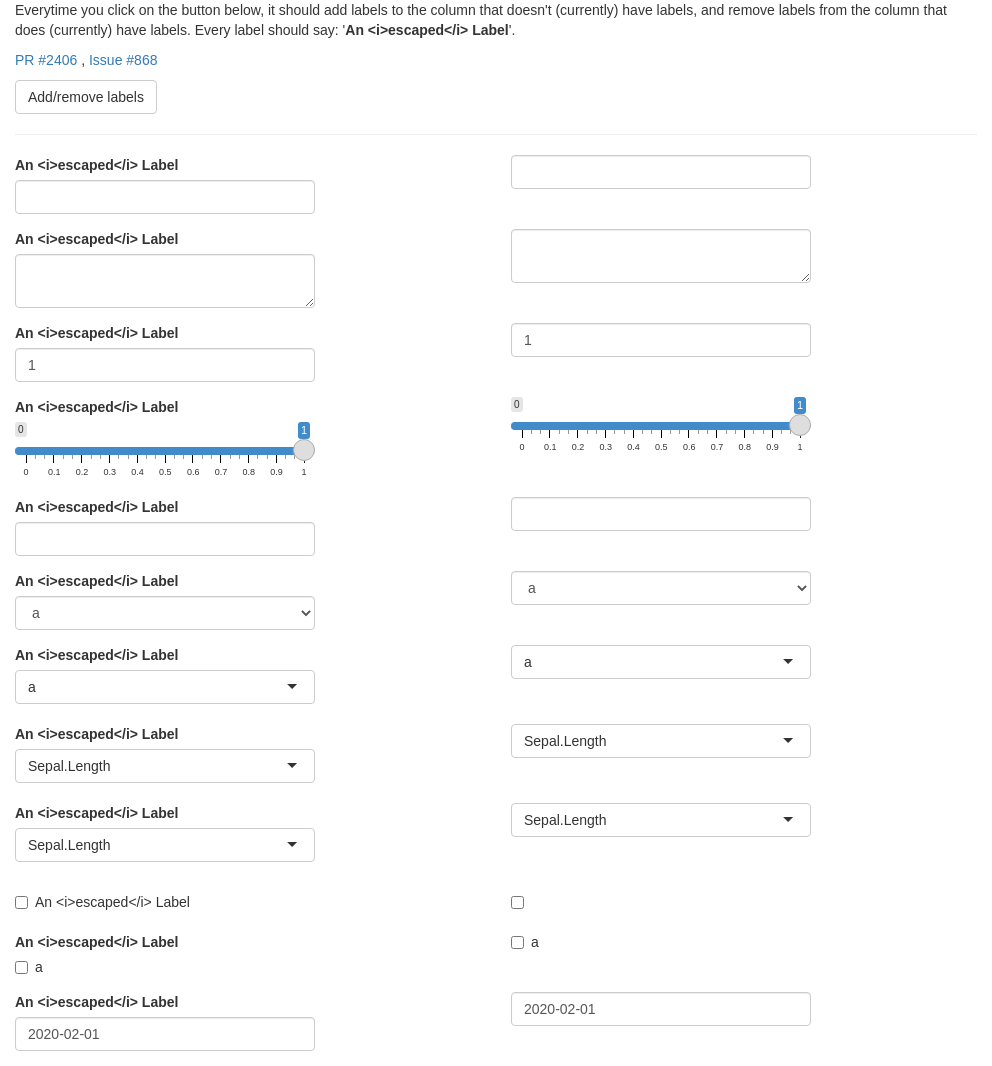 Everytime you click on the button below, it should add labels to the column that doesn't (currently) have labels, and remove labels from the column that
does (currently) have labels. Every label should say: 'An <i>escaped</i> Label'.
PR #2406 , Issue #868
Add/remove labels
An <i>escaped</i> Label
An <i>escaped</i> Label
An <i>escaped</i> Label
1
1
An <i>escaped</i> Label
0 1
0 0.1 0.2 0.3 0.4 0.5 0.6 0.7 0.8 0.9 1
0 1
0 0.1 0.2 0.3 0.4 0.5 0.6 0.7 0.8 0.9 1
An <i>escaped</i> Label
An <i>escaped</i> Label
a
a
An <i>escaped</i> Label
a
a
An <i>escaped</i> Label
Sepal.Length
Sepal.Length
An <i>escaped</i> Label
Sepal.Length
Sepal.Length
An <i>escaped</i> Label
An <i>escaped</i> Label
a
a
An <i>escaped</i> Label
2020-02-01
2020-02-01